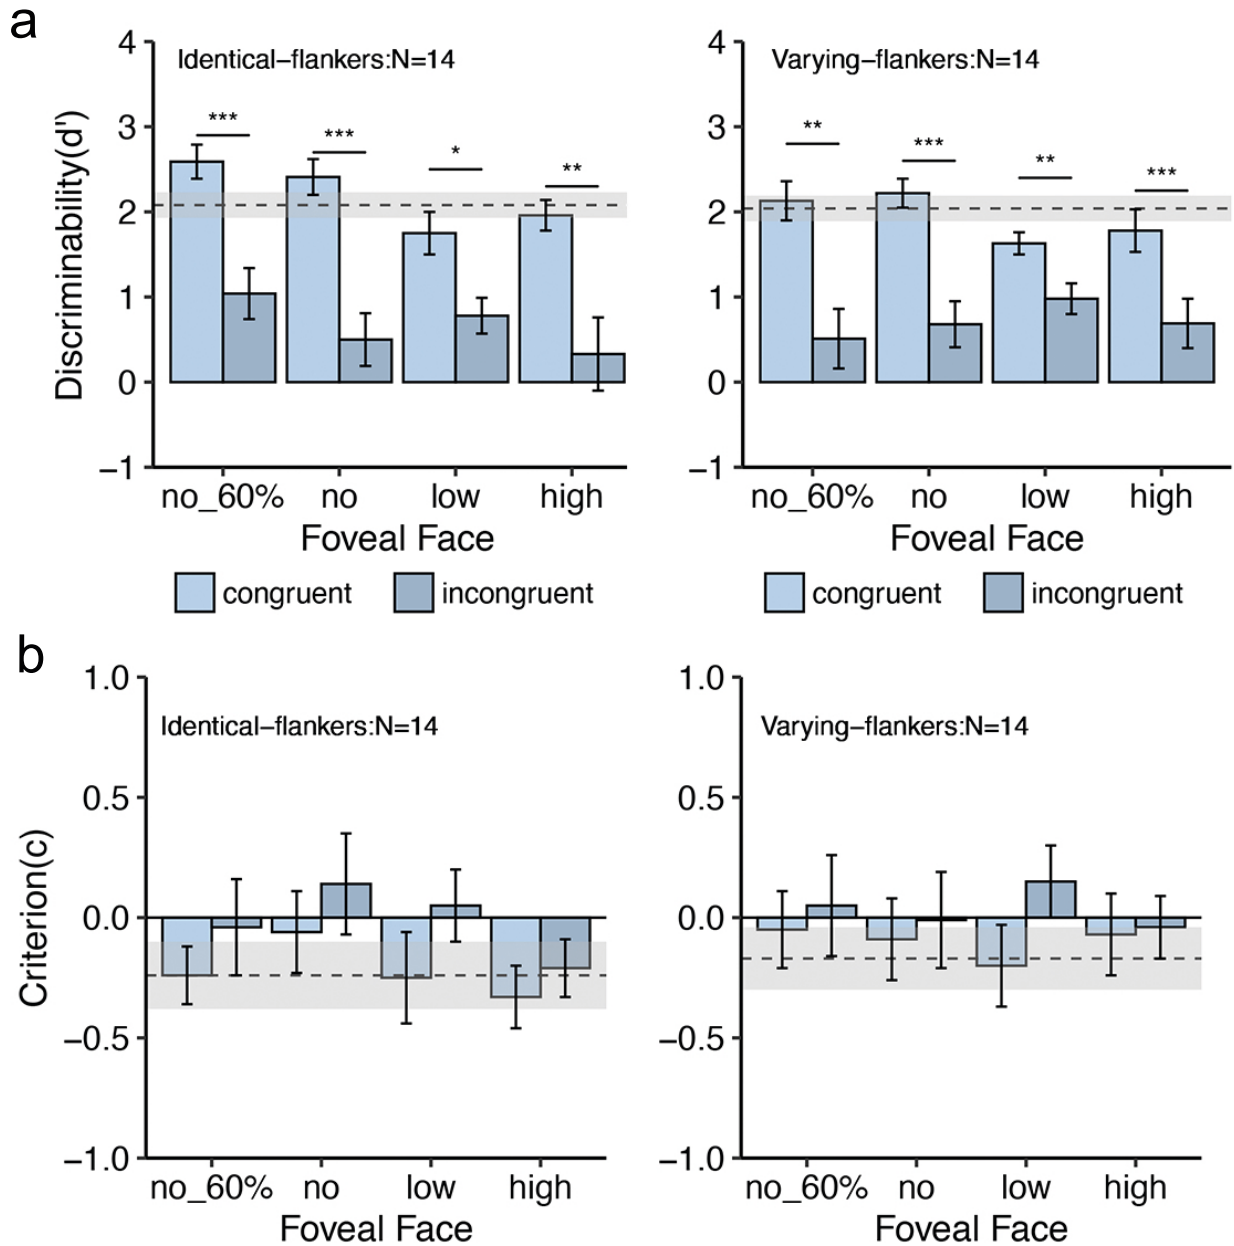 a
Identical−flankers:N=14
Varying−flankers:N=14
Discriminability(d')
4
3
2
1
0
−1
4
3
2
1
0
−1
***
***
*
**
**
***
**
***
no_60% no low high
no_60% no low high
Foveal Face
Foveal Face
congruent incongruent
congruent incongruent
b
Identical−flankers:N=14
Varying−flankers:N=14
Criterion(c)
1.0
0.5
0.0
−0.5
−1.0
1.0
0.5
0.0
−0.5
−1.0
no_60% no low high
no_60% no low high
Foveal Face
Foveal Face